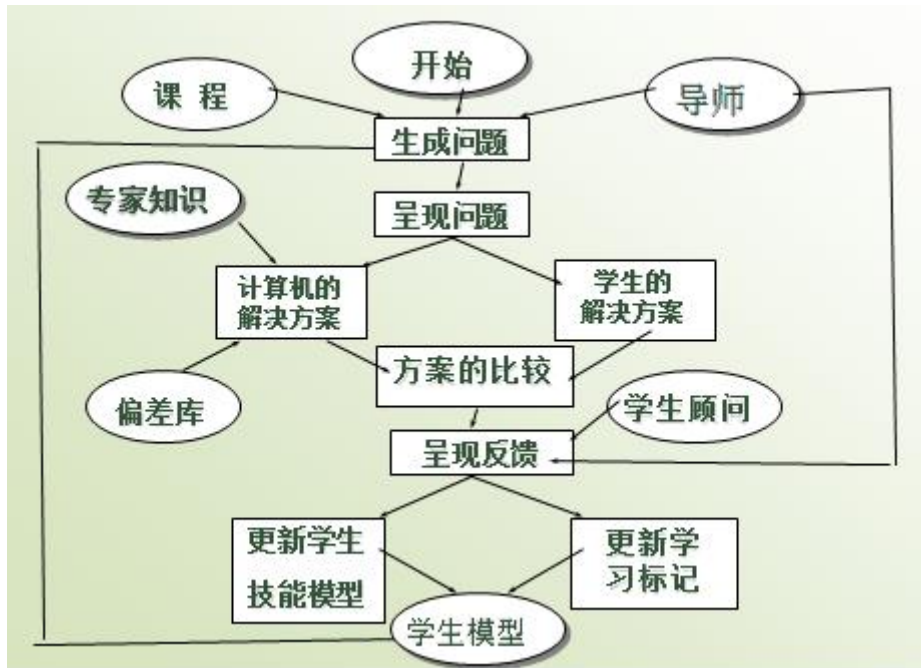 开始
课 程
导师
生成问题
专家知识
呈现问题
计算机的
解决方案
学生的
解决方案
方案的比较
偏差库
学生顾问
呈现反馈
更新学生
技能模型
更新学
习标记
学生模型